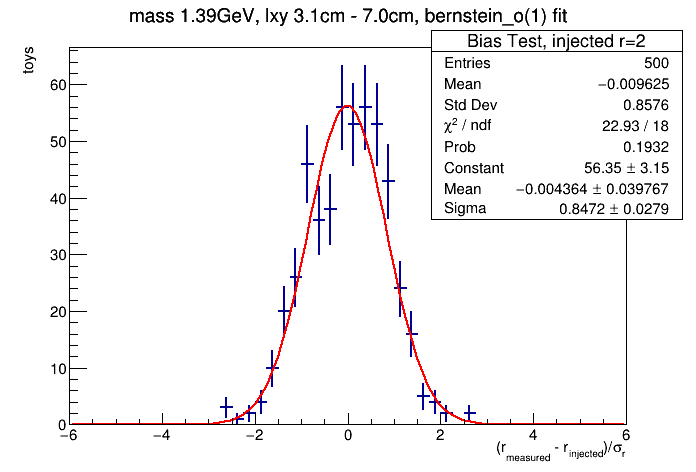 mass 1.39GeV, lxy 3.1cm - 7.0cm, bernstein_o(1) fit
toys
Bias Test, injected r=2
Entries 500
Mean −0.009625
Std Dev 0.8576
χ² / ndf 22.93 / 18
Prob 0.1932
Constant 56.35 ± 3.15
Mean −0.004364 ± 0.039767
Sigma 0.8472 ± 0.0279
60
50
40
30
20
10
0
−6 −4 −2 0 2 4 6
(r_measured - r_injected)/σ_r